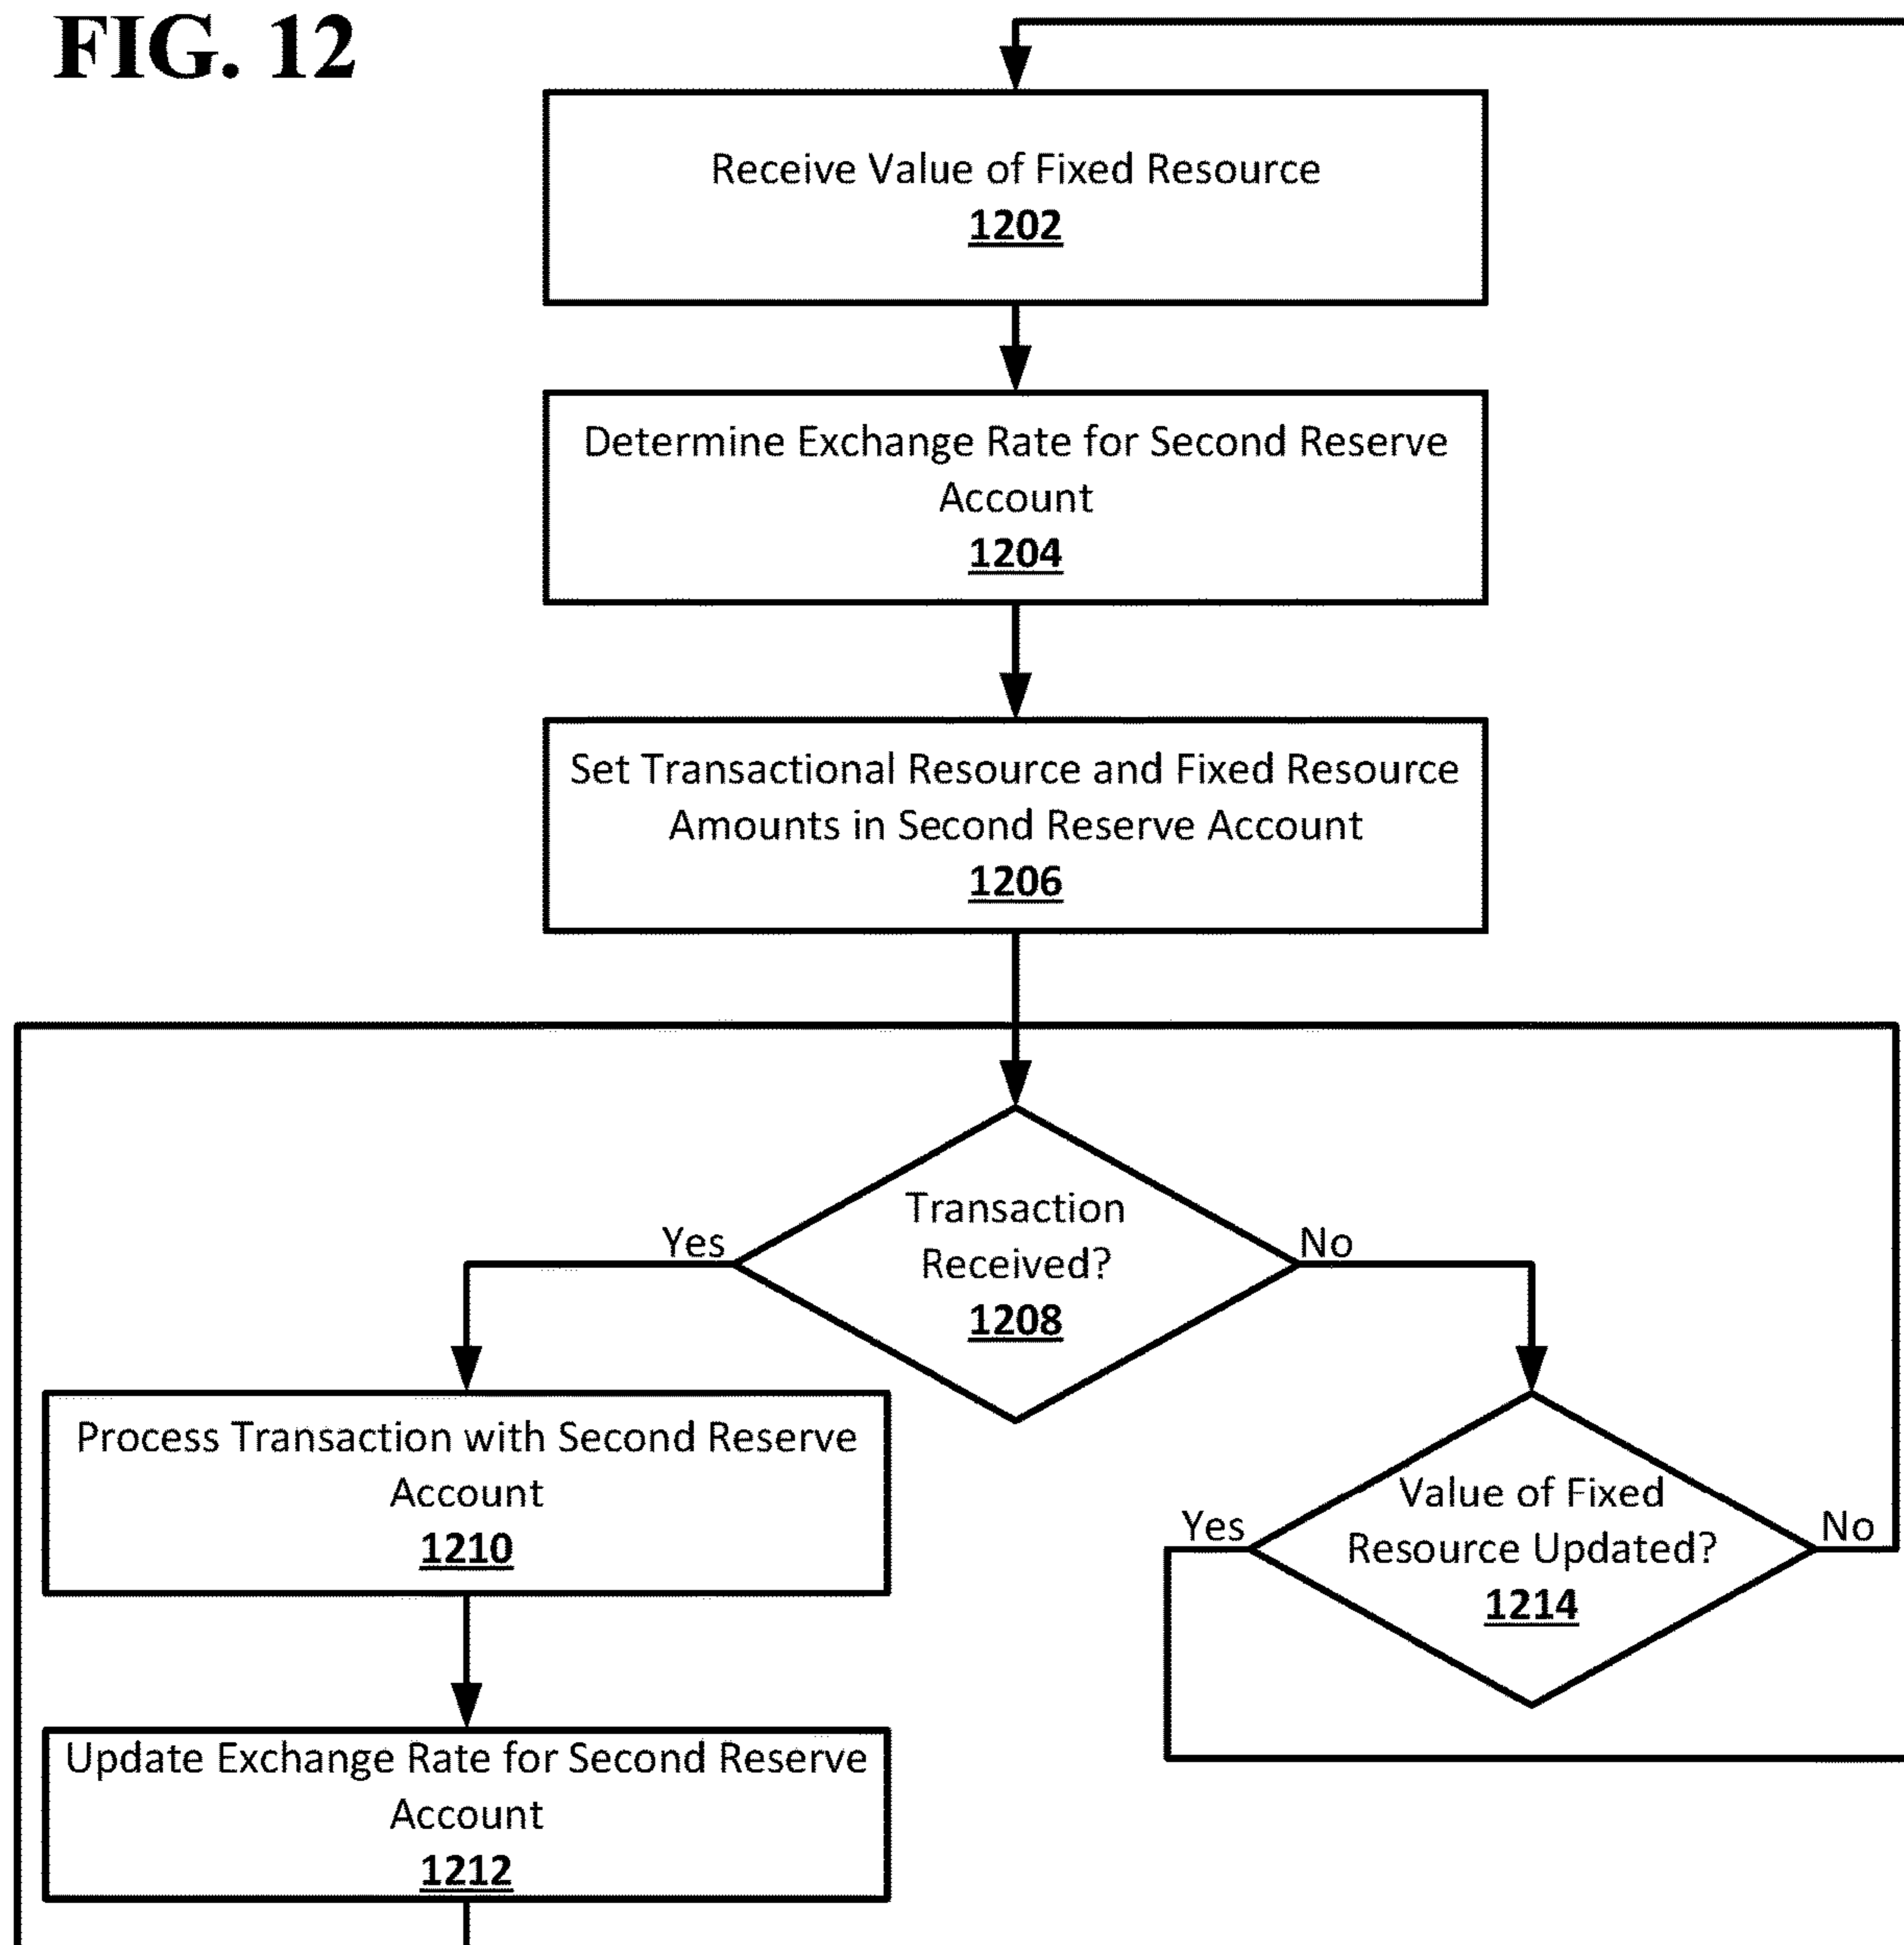 FIG. 12
Receive Value of Fixed Resource
1202
Determine Exchange Rate for Second Reserve
Account
1204
Set Transactional Resource and Fixed Resource
Amounts in Second Reserve Account
1206
Transaction
Received?
1208
Yes
No
Process Transaction with Second Reserve
Account
1210
Value of Fixed
Resource Updated?
1214
Yes
No
Update Exchange Rate for Second Reserve
Account
1212